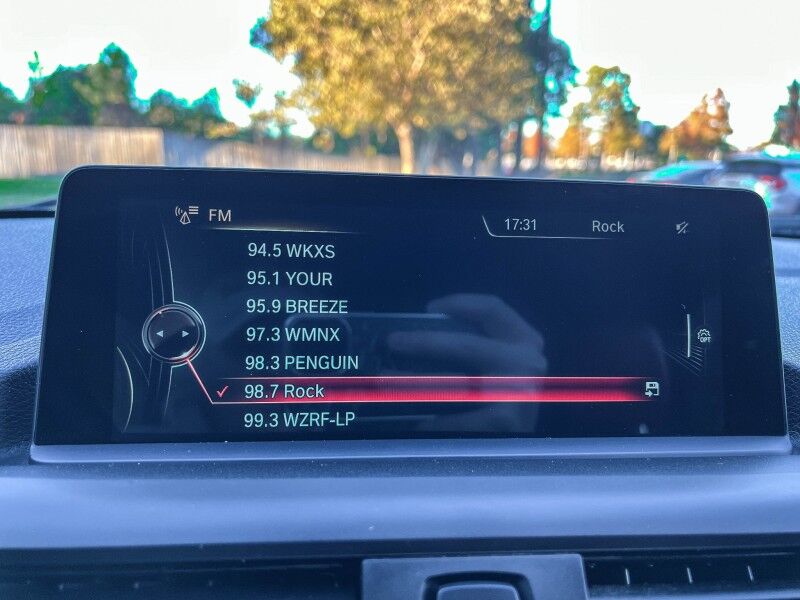 FM 17:31 Rock
94.5 WKXS
95.1 YOUR
95.9 BREEZE
97.3 WMNX
98.3 PENGUIN
98.7 Rock
99.3 WZRF-LP
OPT